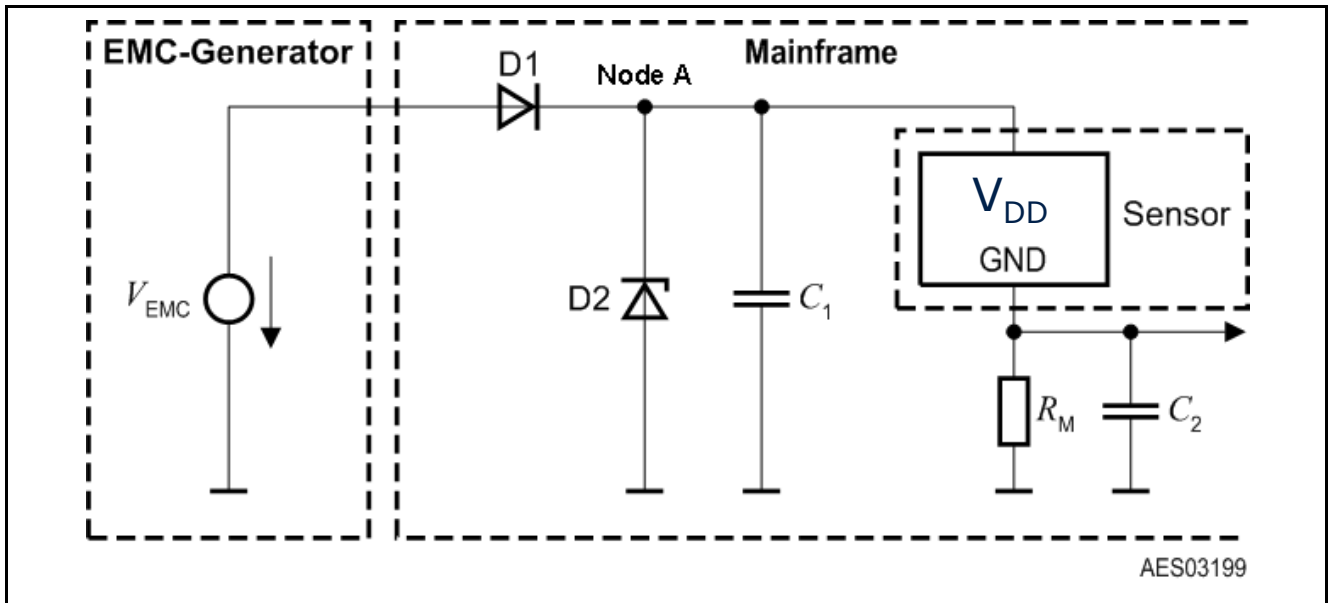 EMC-Generator
Mainframe
D1
Node A
V_DD
GND
Sensor
V_EMC
D2
C_1
R_M
C_2
AES03199